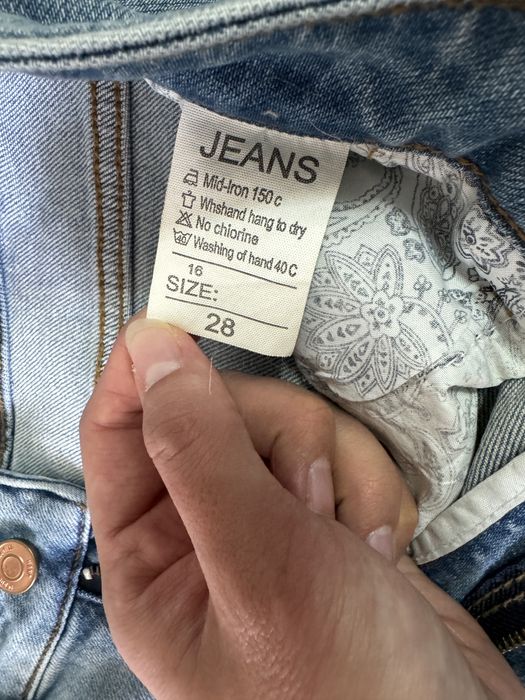 JEANS
Mid-Iron 150 c
Whshand hang to dry
No chlorine
Washing of hand 40 C
16
SIZE:
28